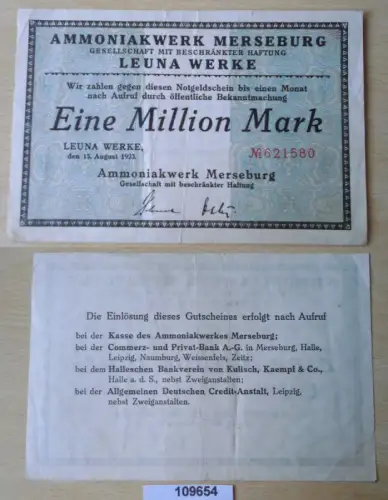 AMMONIAKWERK MERSEBURG
GESELLSCHAFT MIT BESCHRÄNKTER HAFTUNG
LEUNA WERKE
Wir zahlen gegen diesen Notgeldschein bis einen Monat
nach Aufruf durch öffentliche Bekanntmachung
Eine Million Mark
LEUNA WERKE,
den 15. August 1923.
№621580
Ammoniakwerk Merseburg
Gesellschaft mit beschränkter Haftung
Die Einlösung dieses Gutscheines erfolgt nach Aufruf
bei der Kasse des Ammoniakwerkes Merseburg;
bei der Commerz- und Privat-Bank A.-G. in Merseburg, Halle,
Leipzig, Naumburg, Weissenfels, Zeitz;
bei dem Halleschen Bankverein von Kulisch, Kaempf & Co.,
Halle a. d. S., nebst Zweiganstalten;
bei der Allgemeinen Deutschen Credit-Anstalt, Leipzig,
nebst Zweiganstalten.
109654